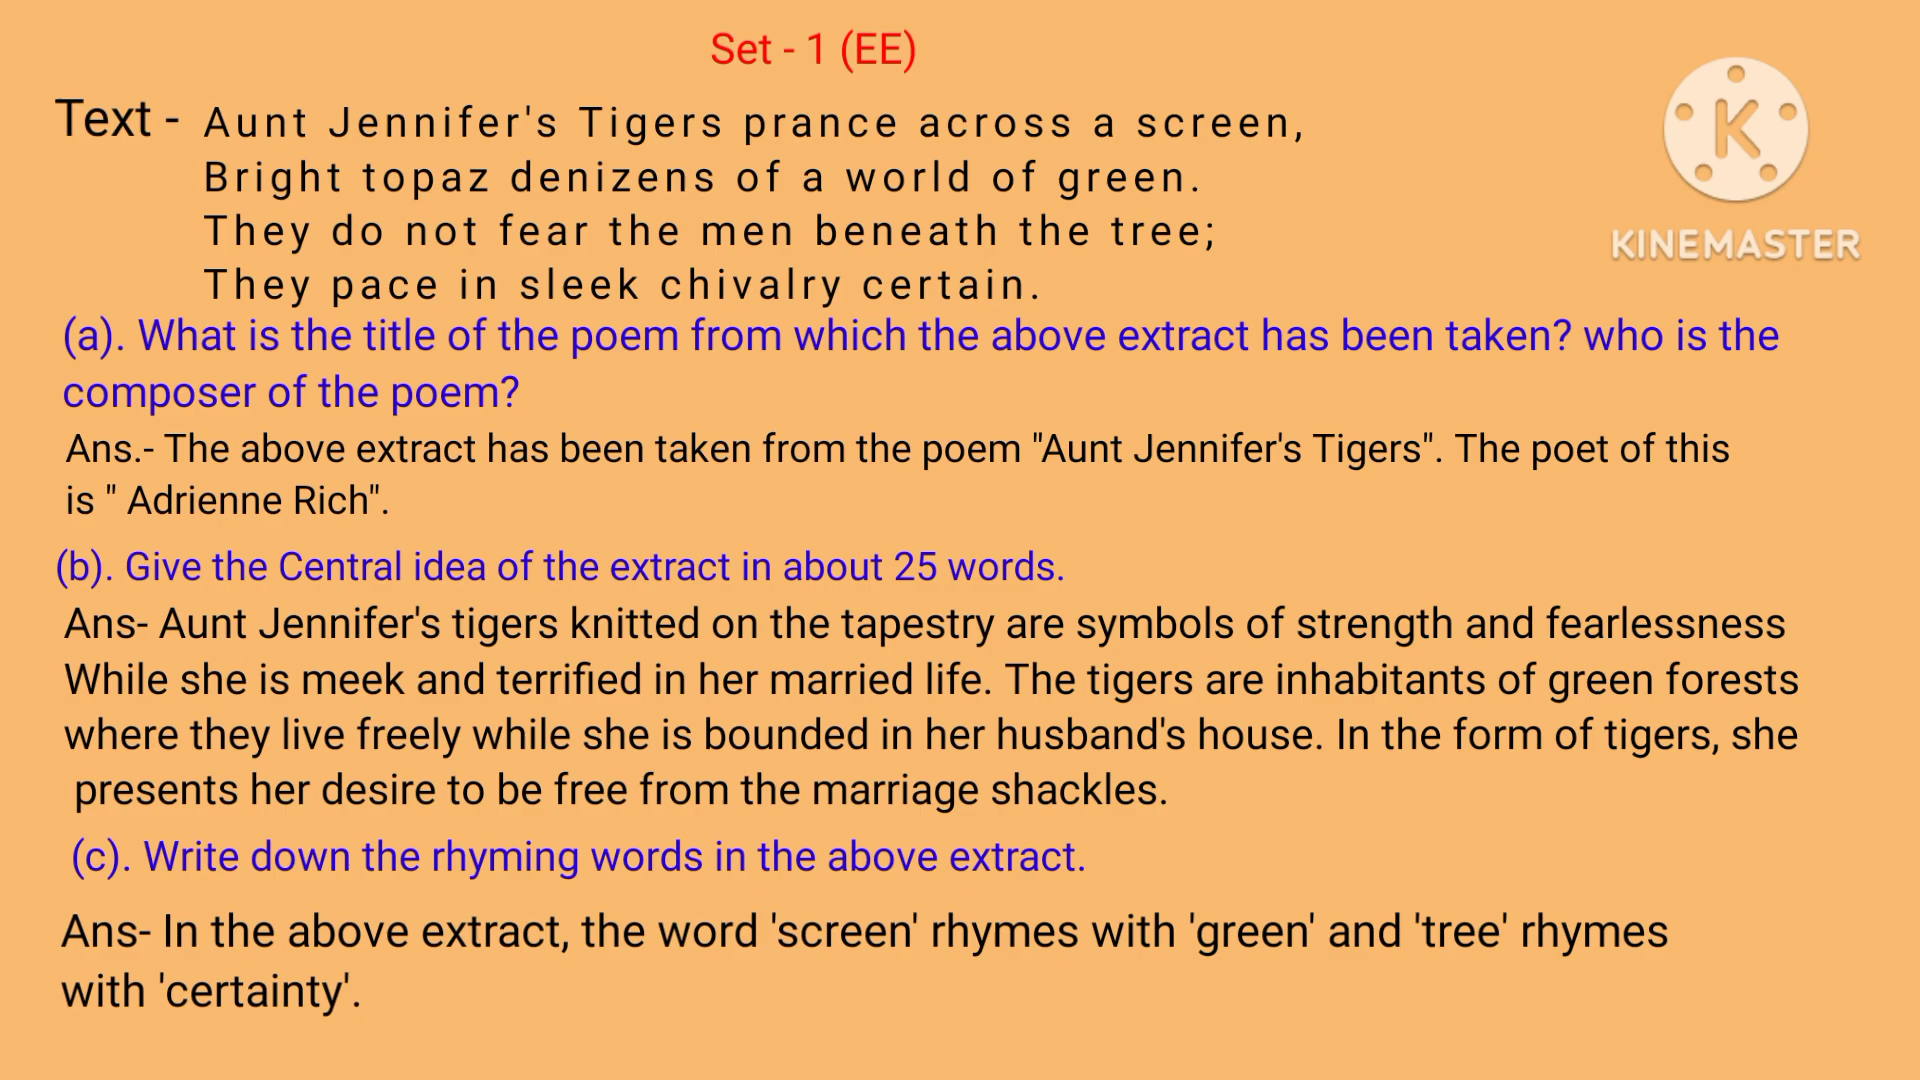 Set - 1 (EE)
Text - Aunt Jennifer's Tigers prance across a screen,
Bright topaz denizens of a world of green.
They do not fear the men beneath the tree;
They pace in sleek chivalry certain.
KINEMASTER
(a). What is the title of the poem from which the above extract has been taken? who is the
composer of the poem?
Ans.- The above extract has been taken from the poem "Aunt Jennifer's Tigers". The poet of this
is " Adrienne Rich".
(b). Give the Central idea of the extract in about 25 words.
Ans- Aunt Jennifer's tigers knitted on the tapestry are symbols of strength and fearlessness
While she is meek and terrified in her married life. The tigers are inhabitants of green forests
where they live freely while she is bounded in her husband's house. In the form of tigers, she
presents her desire to be free from the marriage shackles.
(c). Write down the rhyming words in the above extract.
Ans- In the above extract, the word 'screen' rhymes with 'green' and 'tree' rhymes
with 'certainty'.